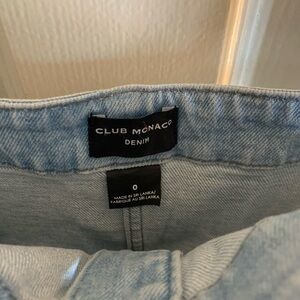 CLUB MONACO
DENIM
0
MADE IN SRI LANKA/
FABRIQUÉ AU SRI LANKA